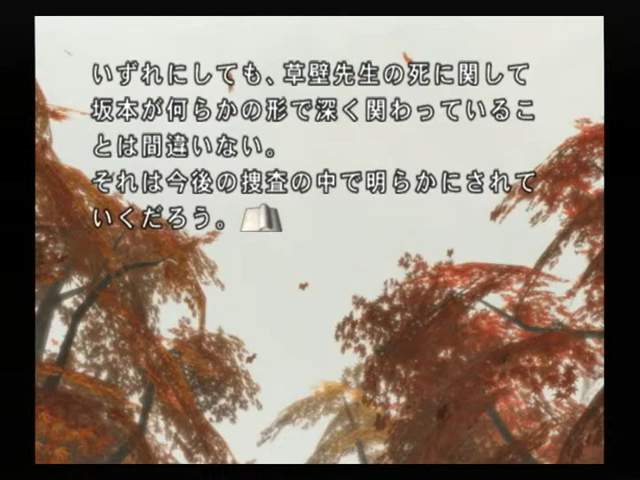 いずれにしても、草壁先生の死に関して
坂本が何らかの形で深く関わっているこ
とは間違いない。
それは今後の捜査の中で明らかにされて
いくだろう。